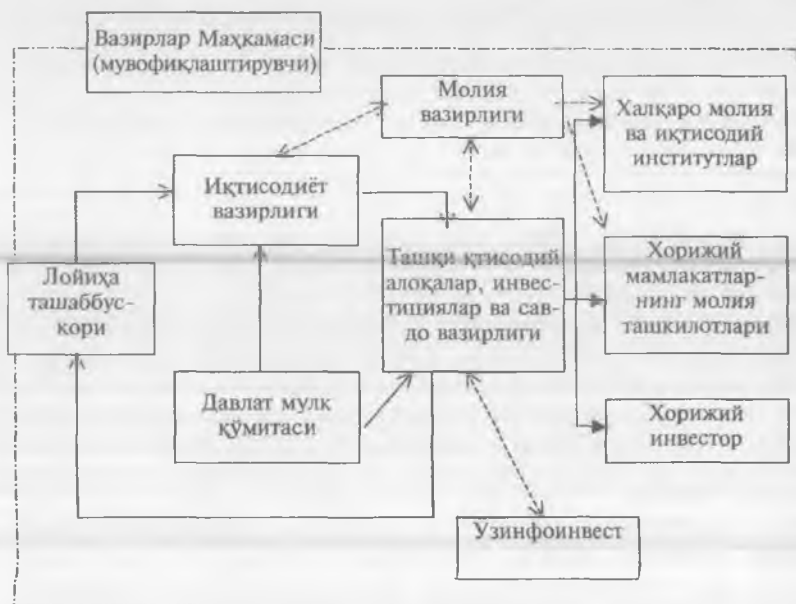 Вазирлар Маҳкамаси
(мувофиқлаштирувчи)
Молия
вазирлиги
Халқаро молия
ва иқтисодий
институтлар
Иқтисодиёт
вазирлиги
Лойиҳа
ташаббус-
кори
Ташқи қтисодий
алоқалар, инвес-
тициялар ва сав-
до вазирлиги
Хорижий
мамлакатлар-
нинг молия
ташкилотлари
Давлат мулк
қўмитаси
Хорижий
инвестор
Узинфоинвест